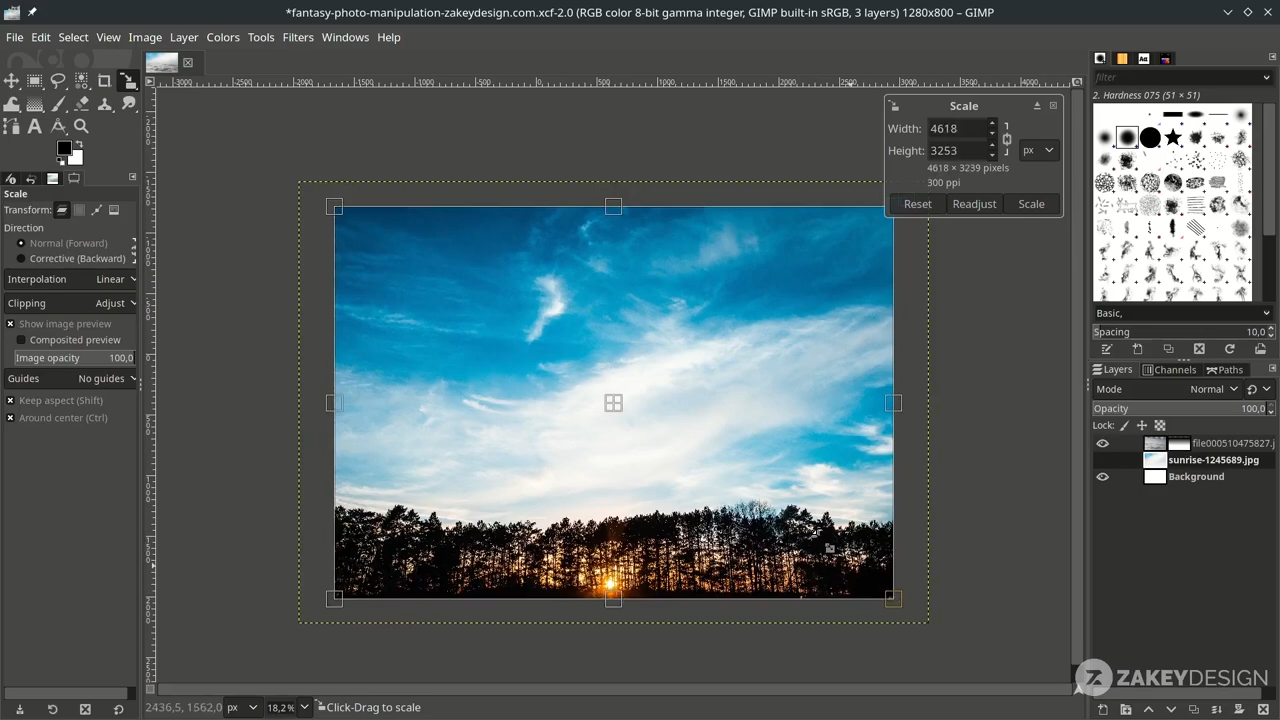 *fantasy-photo-manipulation-zakeydesign.com.xcf-2.0 (RGB color 8-bit gamma integer, GIMP built-in sRGB, 3 layers) 1280x800 – GIMP
File Edit Select View Image Layer Colors Tools Filters Windows Help
Scale
Transform:
Direction
Normal (Forward)
Corrective (Backward)
Interpolation Linear
Clipping Adjust
Show image preview
Composited preview
Image opacity 100,0
Guides No guides
Keep aspect (Shift)
Around center (Ctrl)
Scale
Width: 4618
Height: 3253 px
4618 × 3239 pixels
300 ppi
Reset Readjust Scale
filter
2. Hardness 075 (51 × 51)
Basic,
Spacing 10,0
Layers Channels Paths
Mode Normal
Opacity 100,0
Lock:
file000510475827.j
sunrise-1245689.jpg
Background
ZAKEYDESIGN
2436,5, 1562,0 px 18,2% Click-Drag to scale